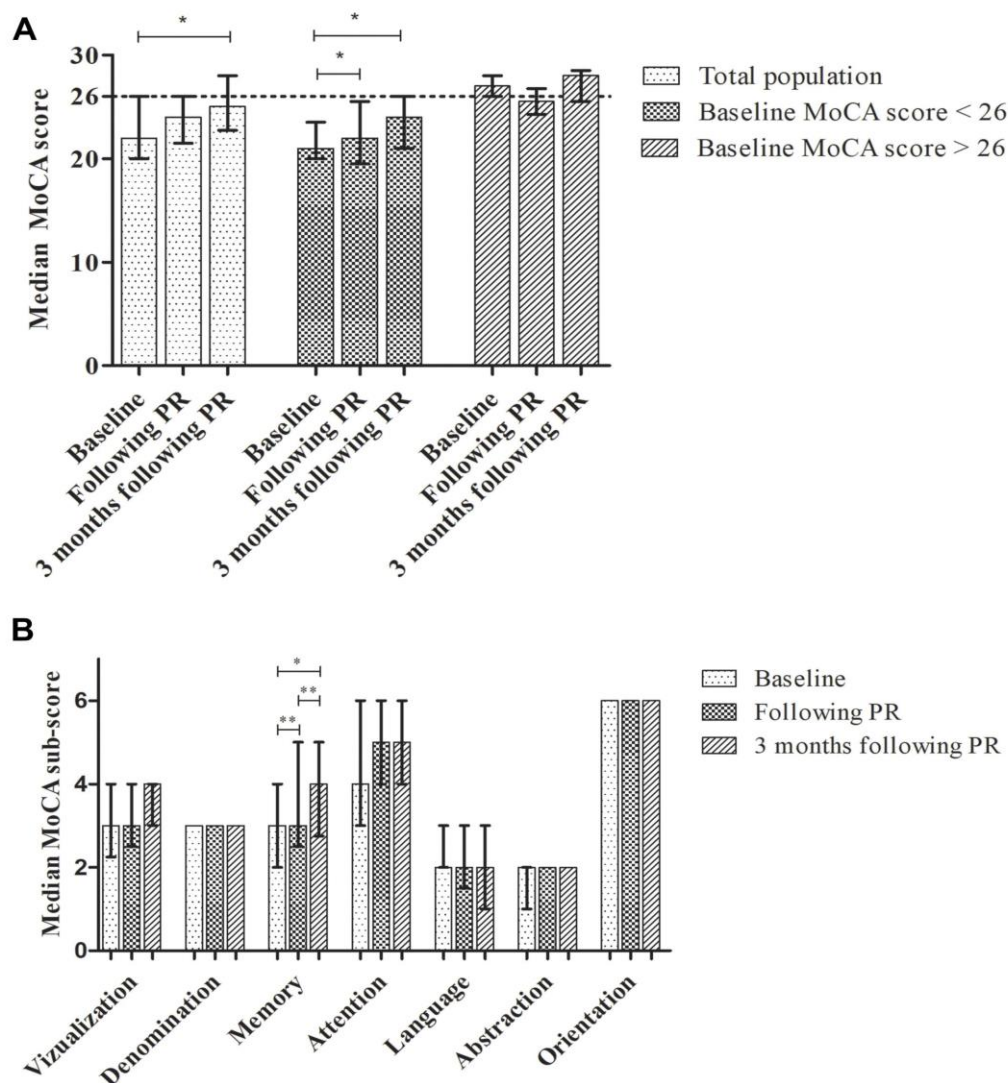 A
* *
*
30
26
20
10
0
Median MoCA score
Total population
Baseline MoCA score < 26
Baseline MoCA score > 26
Baseline
Following PR
3 months following PR
Baseline
Following PR
3 months following PR
Baseline
Following PR
3 months following PR
B
*
**
**
6
4
2
0
Median MoCA sub-score
Baseline
Following PR
3 months following PR
Vizualization
Denomination
Memory
Attention
Language
Abstraction
Orientation